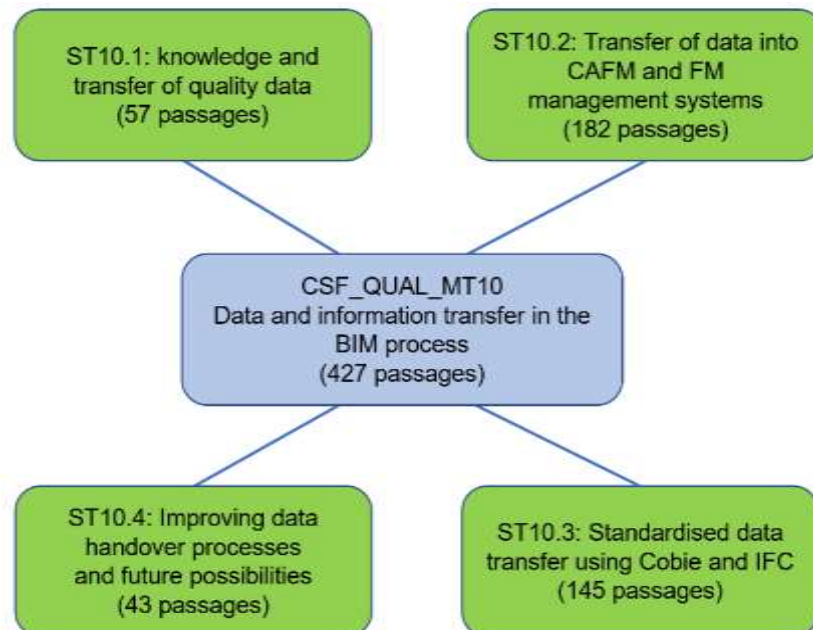 ST10.1: knowledge and
transfer of quality data
(57 passages)
ST10.2: Transfer of data into
CAFM and FM
management systems
(182 passages)
CSF_QUAL_MT10
Data and information transfer in the
BIM process
(427 passages)
ST10.4: Improving data
handover processes
and future possibilities
(43 passages)
ST10.3: Standardised data
transfer using Cobie and IFC
(145 passages)